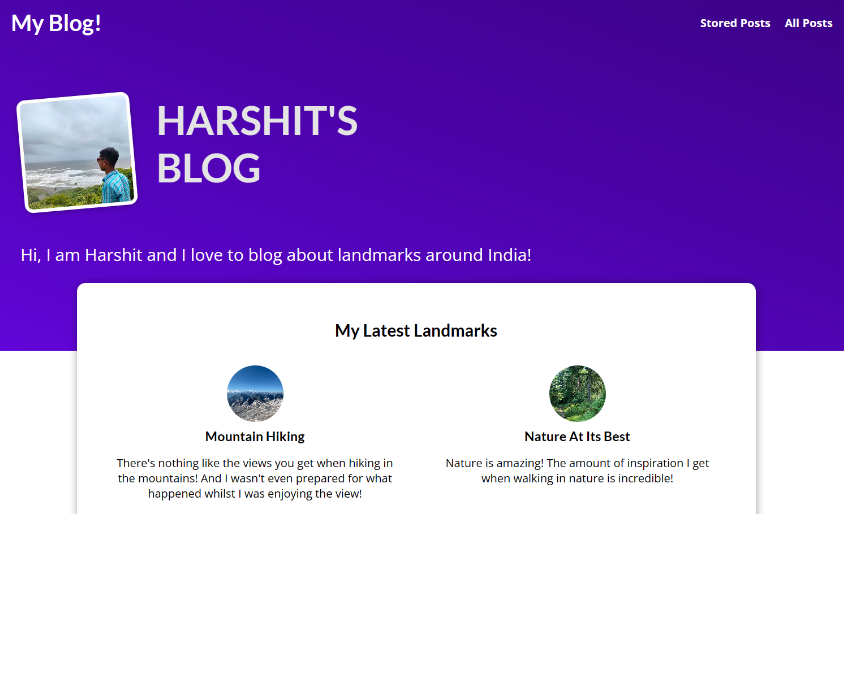 My Blog!
Stored Posts
All Posts
HARSHIT'S
BLOG
Hi, I am Harshit and I love to blog about landmarks around India!
My Latest Landmarks
Mountain Hiking
There's nothing like the views you get when hiking in
the mountains! And I wasn't even prepared for what
happened whilst I was enjoying the view!
Nature At Its Best
Nature is amazing! The amount of inspiration I get
when walking in nature is incredible!